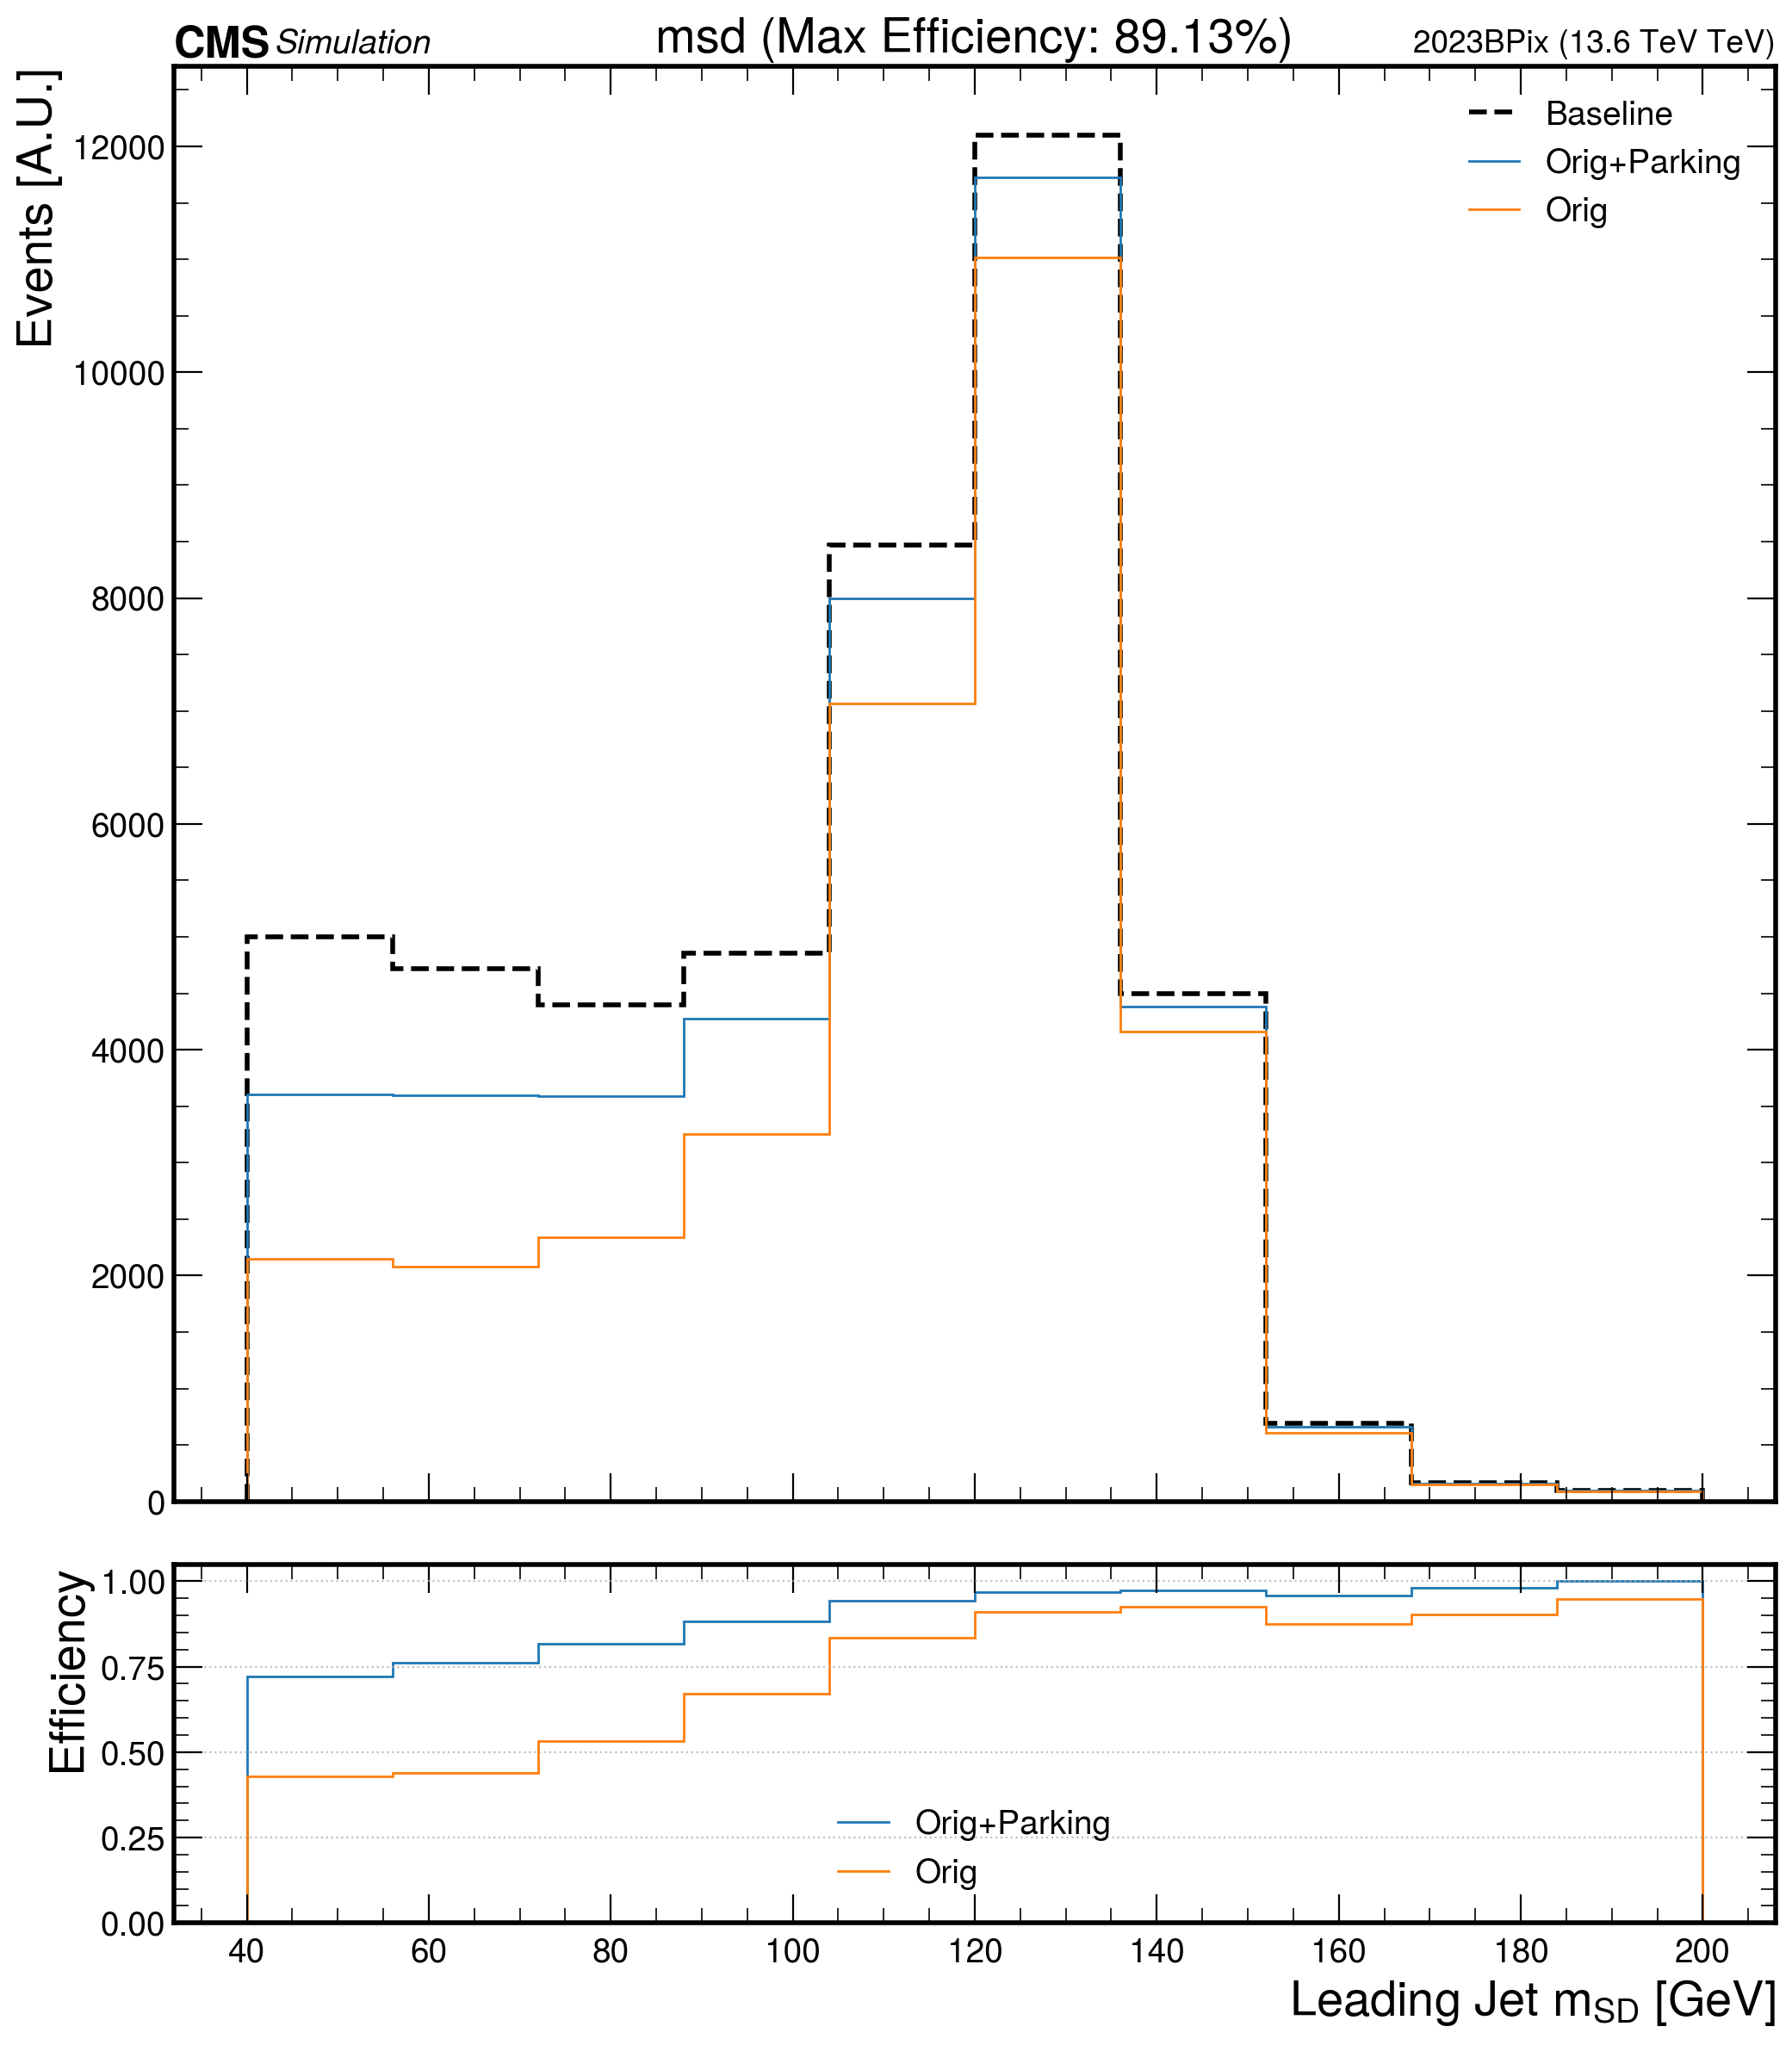 CMS Simulation msd (Max Efficiency: 89.13%) 2023BPix (13.6 TeV TeV)
Events [A.U.]
Baseline
Orig+Parking
Orig
12000
10000
8000
6000
4000
2000
0
Efficiency
1.00
0.75
0.50
0.25
0.00
Orig+Parking
Orig
40 60 80 100 120 140 160 180 200
Leading Jet mSD [GeV]